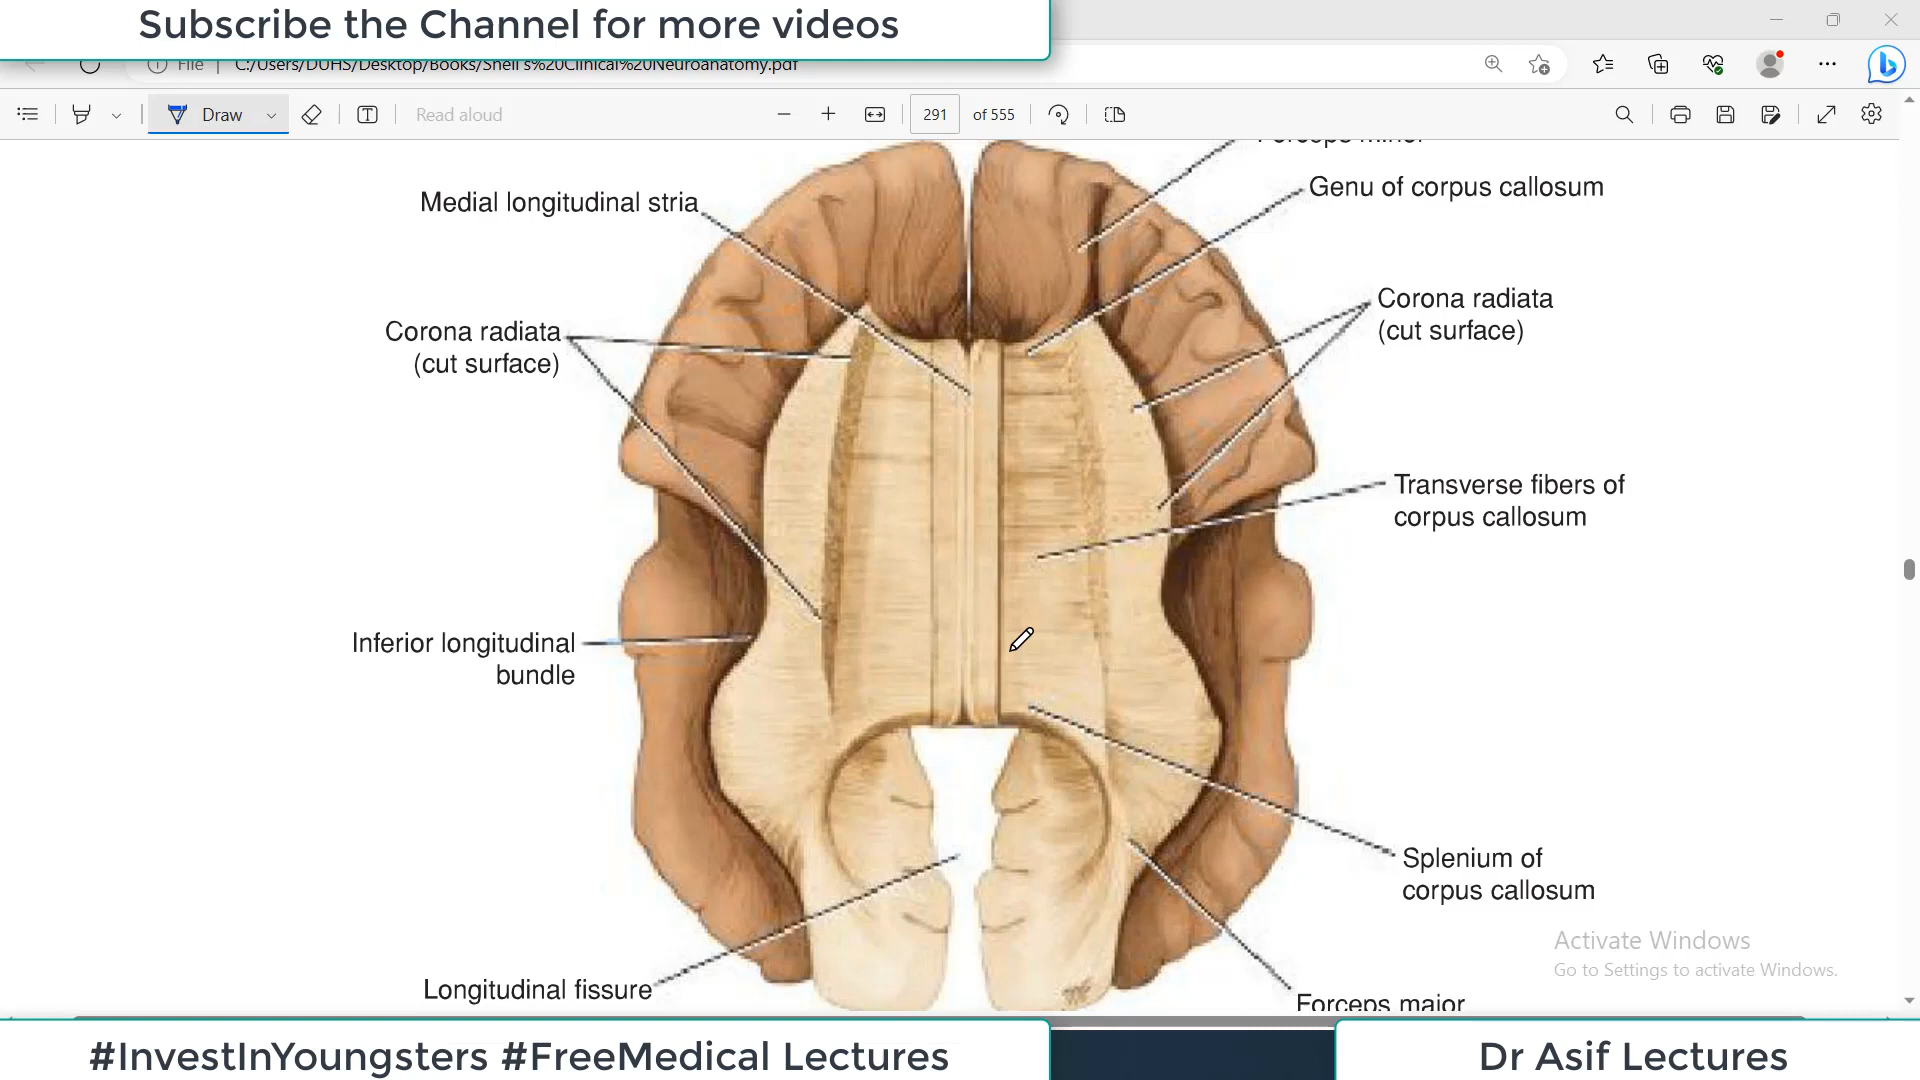 Subscribe the Channel for more videos
File | C:/Users/DUHS/Desktop/Books/Snell's%20Clinical%20Neuroanatomy.pdf
Draw
Read aloud
291 of 555
Forceps minor
Medial longitudinal stria
Genu of corpus callosum
Corona radiata
(cut surface)
Corona radiata
(cut surface)
Transverse fibers of
corpus callosum
Inferior longitudinal
bundle
Splenium of
corpus callosum
Longitudinal fissure
Forceps major
Activate Windows
Go to Settings to activate Windows.
#InvestInYoungsters #FreeMedical Lectures
Dr Asif Lectures